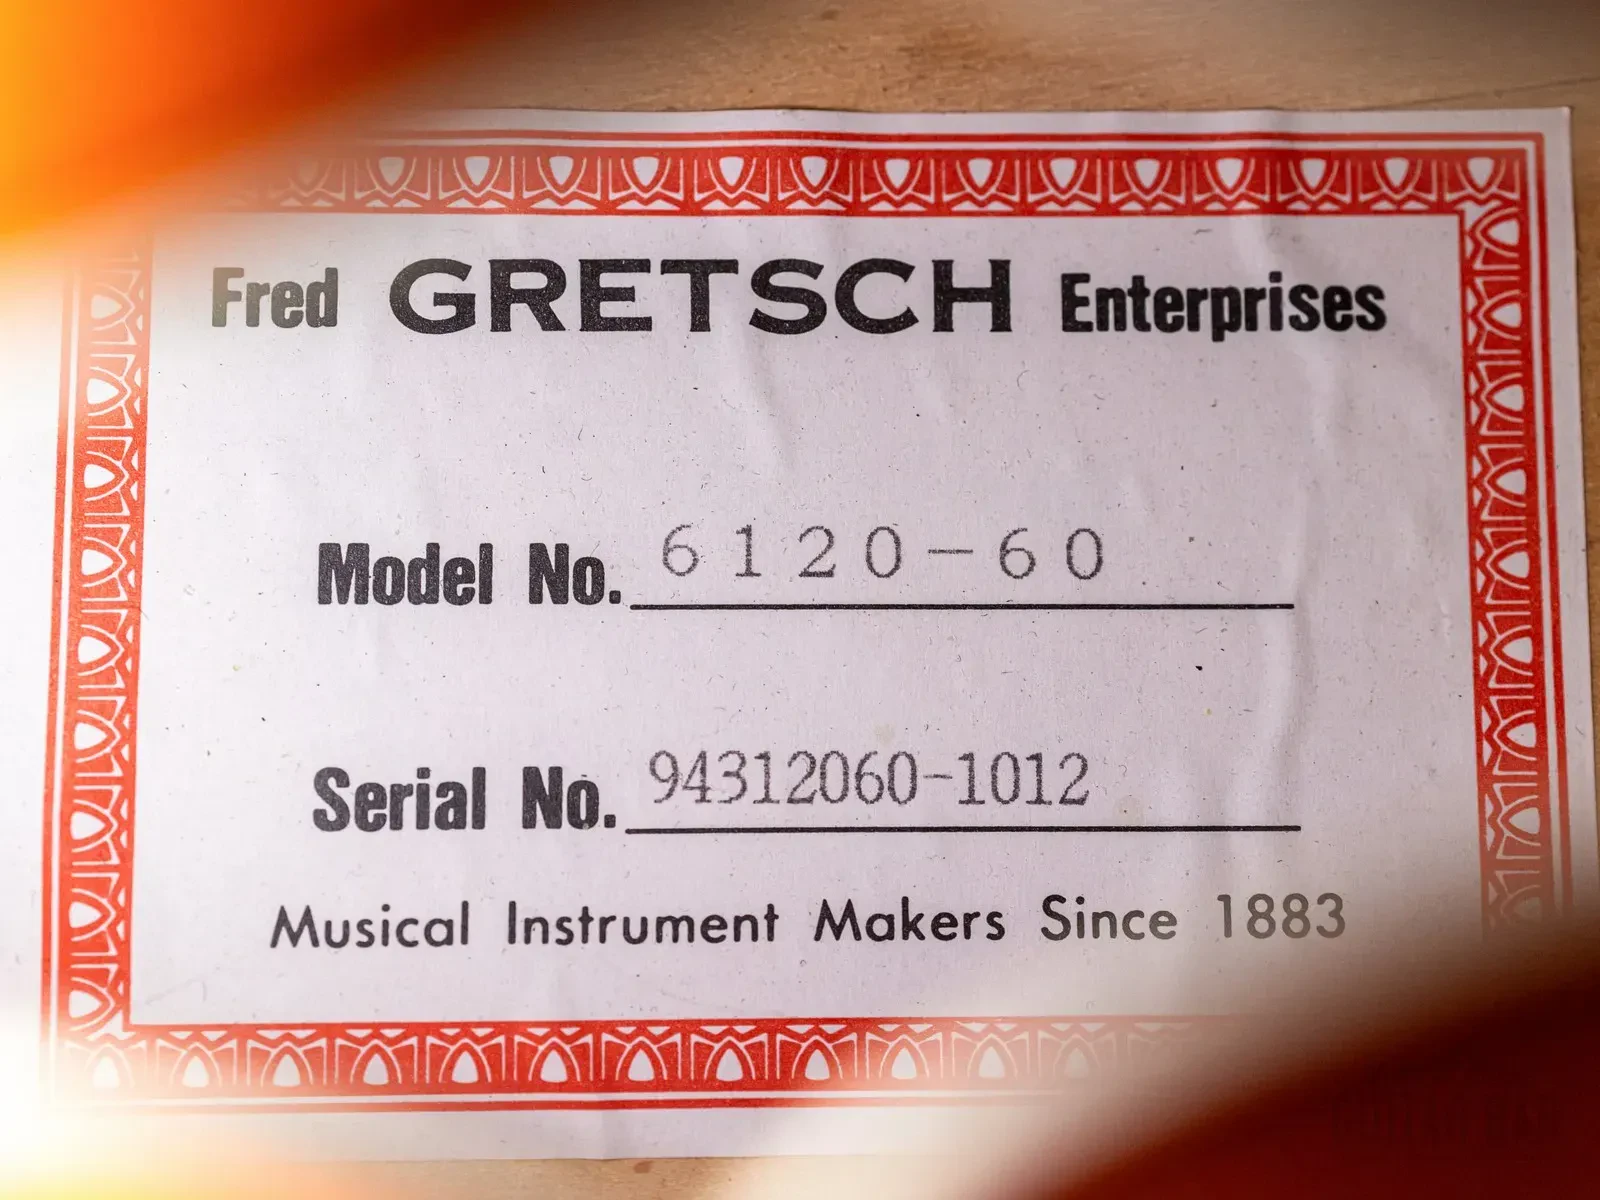 Fred GRETSCH Enterprises
Model No. 6120-60
Serial No. 94312060-1012
Musical Instrument Makers Since 1883